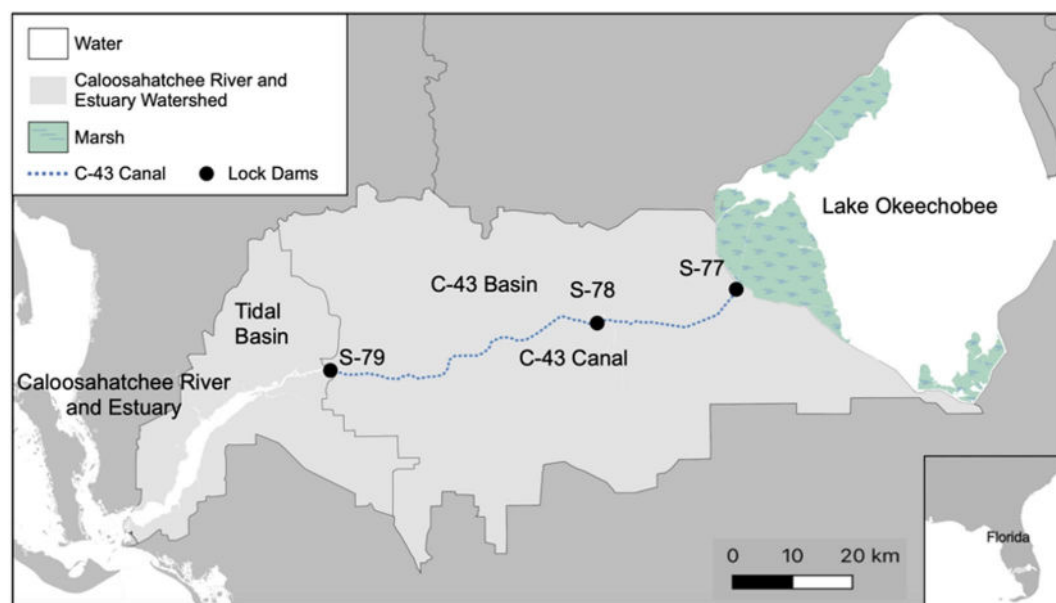 Water
Caloosahatchee River and
Estuary Watershed
Marsh
C-43 Canal
Lock Dams
Lake Okeechobee
S-77
C-43 Basin
S-78
Tidal
Basin
C-43 Canal
S-79
Caloosahatchee River
and Estuary
0 10 20 km
Florida